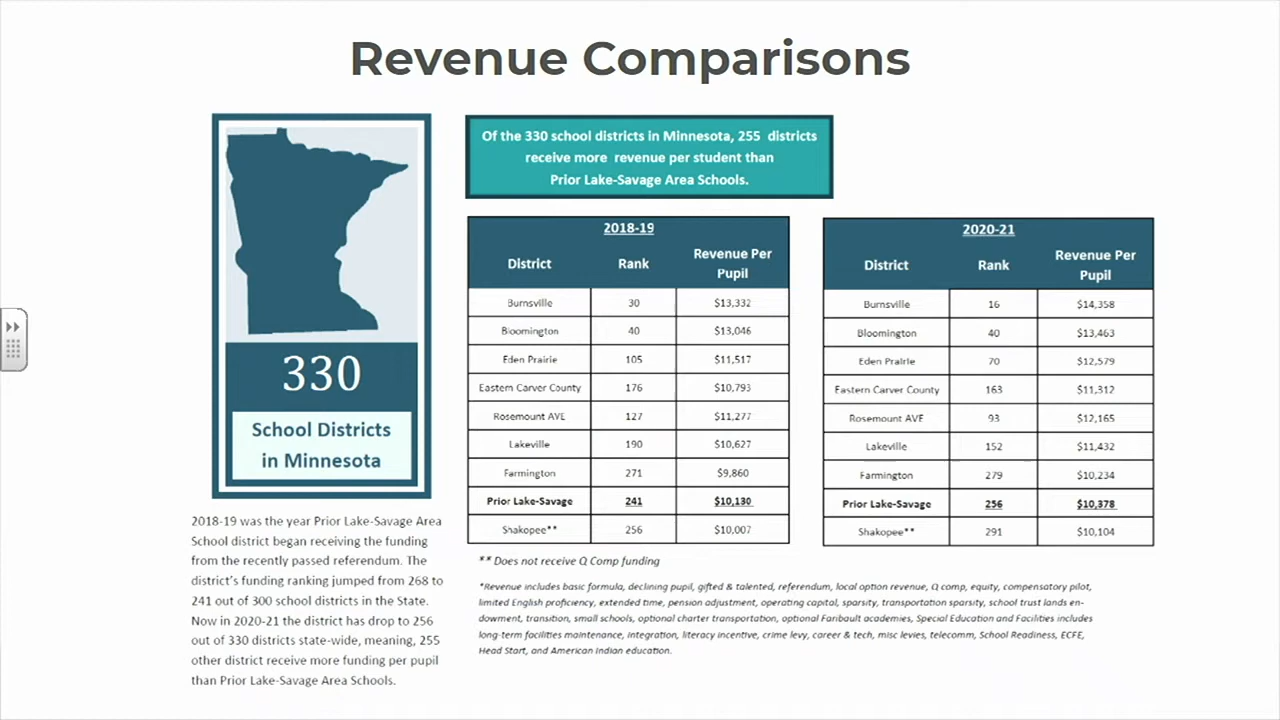 Revenue Comparisons
330
School Districts
in Minnesota
2018-19 was the year Prior Lake-Savage Area
School district began receiving the funding
from the recently passed referendum. The
district's funding ranking jumped from 268 to
241 out of 300 school districts in the State.
Now in 2020-21 the district has drop to 256
out of 330 districts state-wide, meaning, 255
other district receive more funding per pupil
than Prior Lake-Savage Area Schools.
Of the 330 school districts in Minnesota, 255 districts
receive more revenue per student than
Prior Lake-Savage Area Schools.
2018-19
District Rank Revenue Per Pupil
Burnsville 30 $13,332
Bloomington 40 $13,046
Eden Prairie 105 $11,517
Eastern Carver County 176 $10,793
Rosemount AVE 127 $11,277
Lakeville 190 $10,627
Farmington 271 $9,860
Prior Lake-Savage 241 $10,130
Shakopee** 256 $10,007
2020-21
District Rank Revenue Per Pupil
Burnsville 16 $14,358
Bloomington 40 $13,463
Eden Prairie 70 $12,579
Eastern Carver County 163 $11,312
Rosemount AVE 93 $12,165
Lakeville 152 $11,432
Farmington 279 $10,234
Prior Lake-Savage 256 $10,378
Shakopee** 291 $10,104
** Does not receive Q Comp funding
*Revenue includes basic formula, declining pupil, gifted & talented, referendum, local option revenue, Q comp, equity, compensatory pilot,
limited English proficiency, extended time, pension adjustment, operating capital, sparsity, transportation sparsity, school trust lands en-
dowment, transition, small schools, optional charter transportation, optional Faribault academies, Special Education and Facilities includes
long-term facilities maintenance, integration, literacy incentive, crime levy, career & tech, misc levies, telecomm, School Readiness, ECFE,
Head Start, and American Indian education.